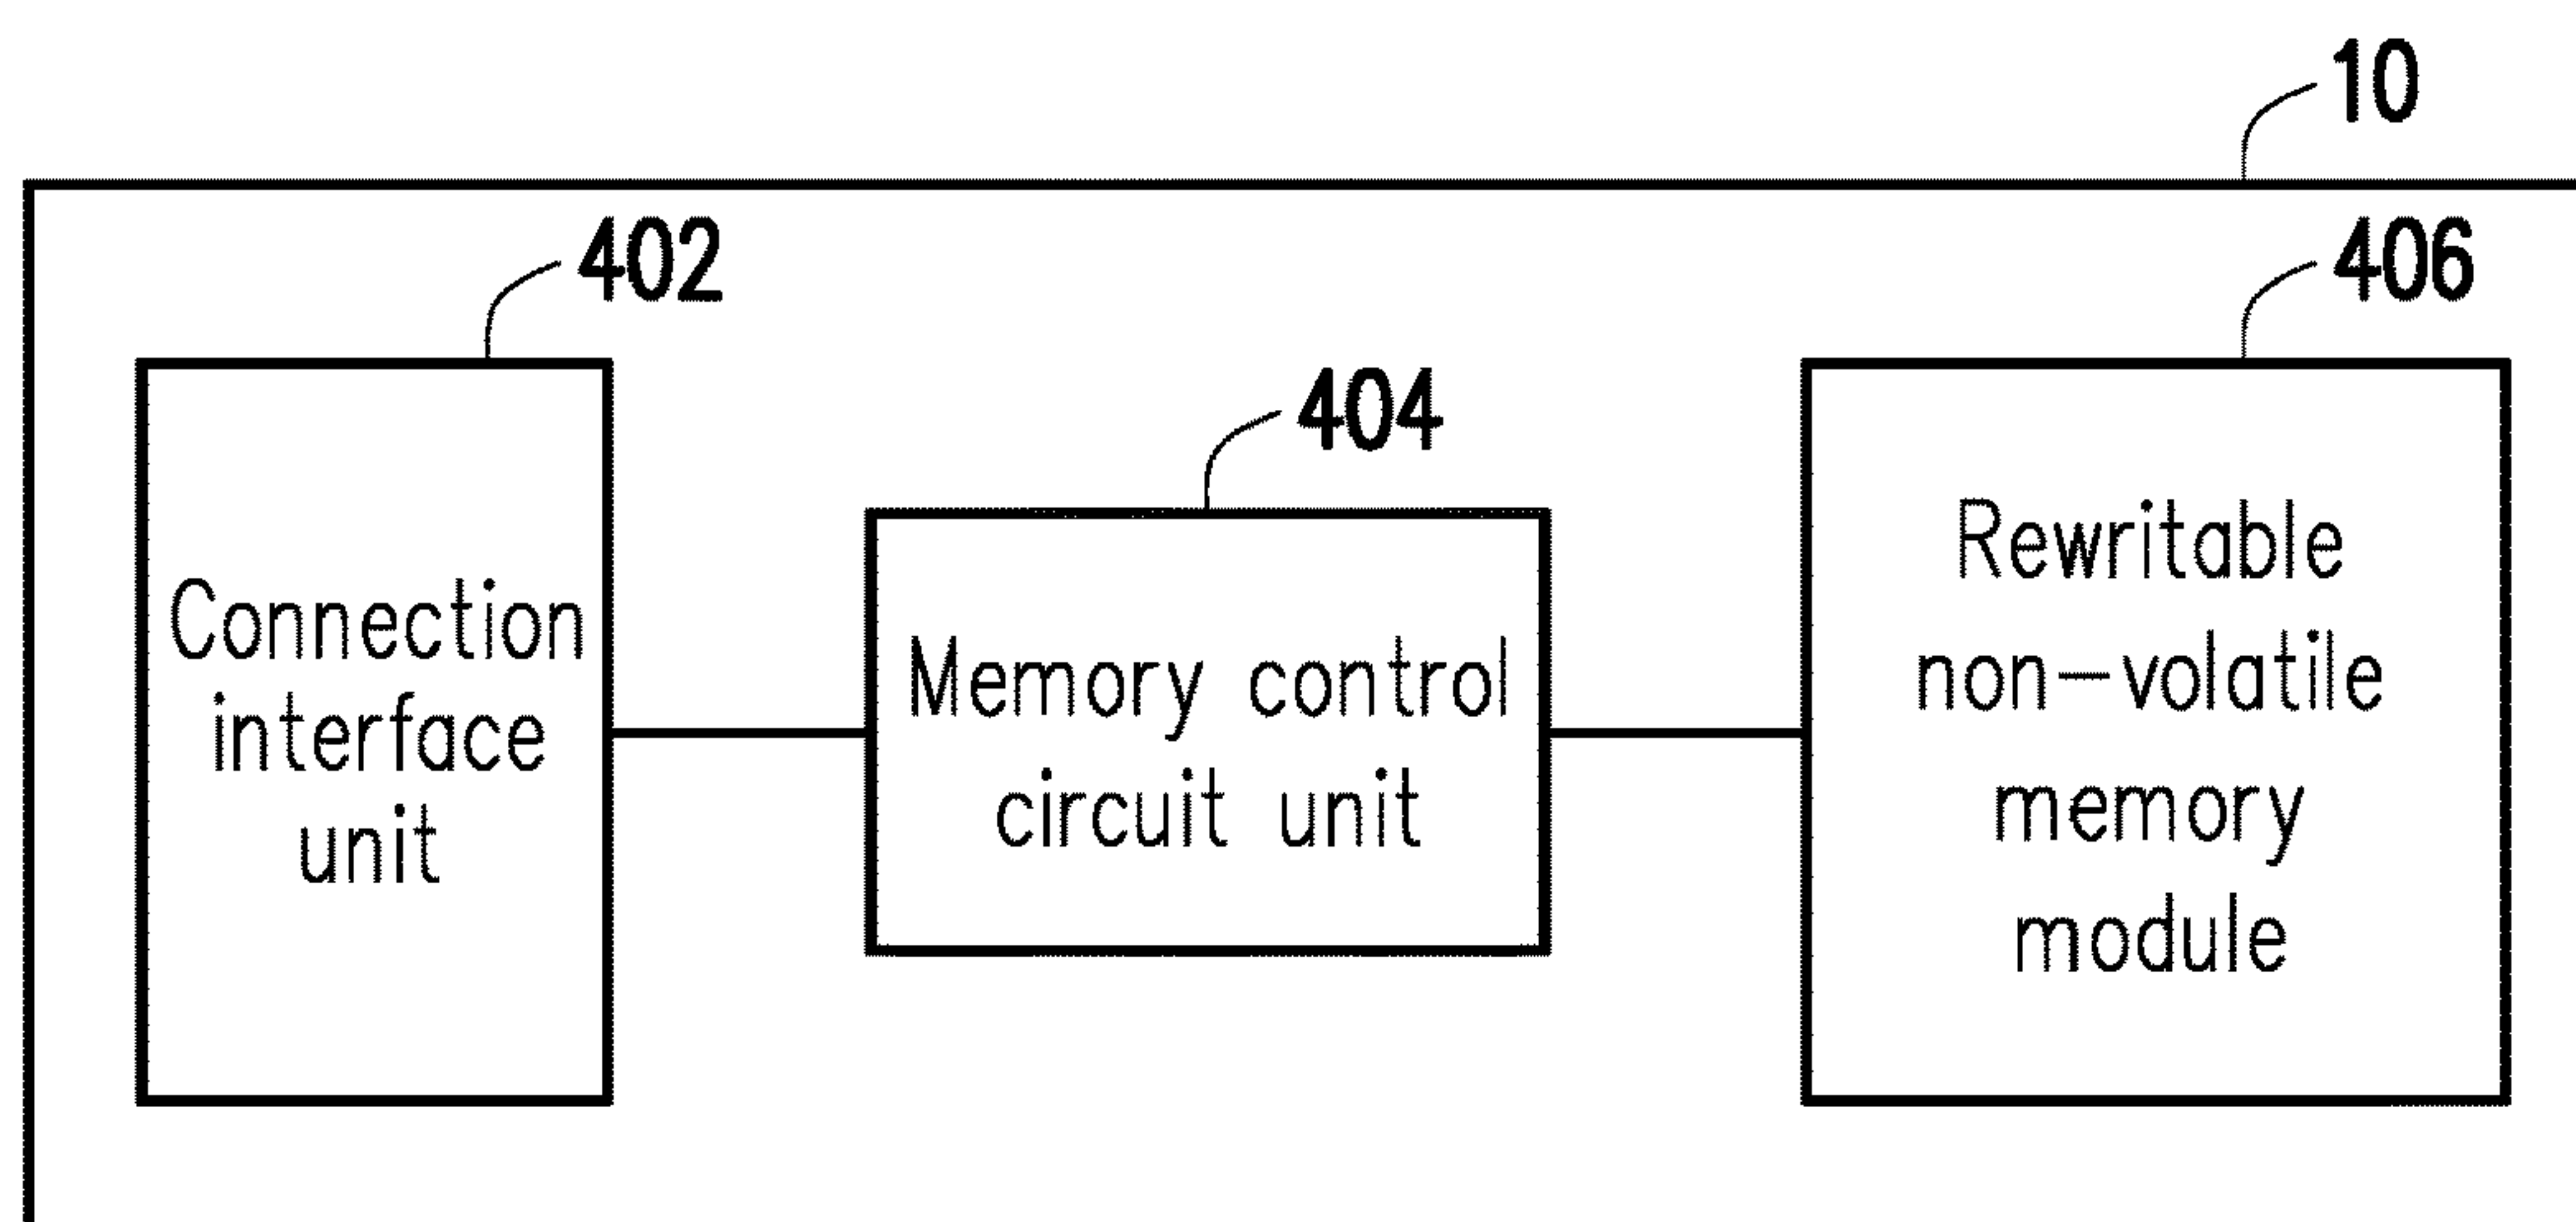 10
402
406
404
Connection
interface
unit
Memory control
circuit unit
Rewritable
non-volatile
memory
module